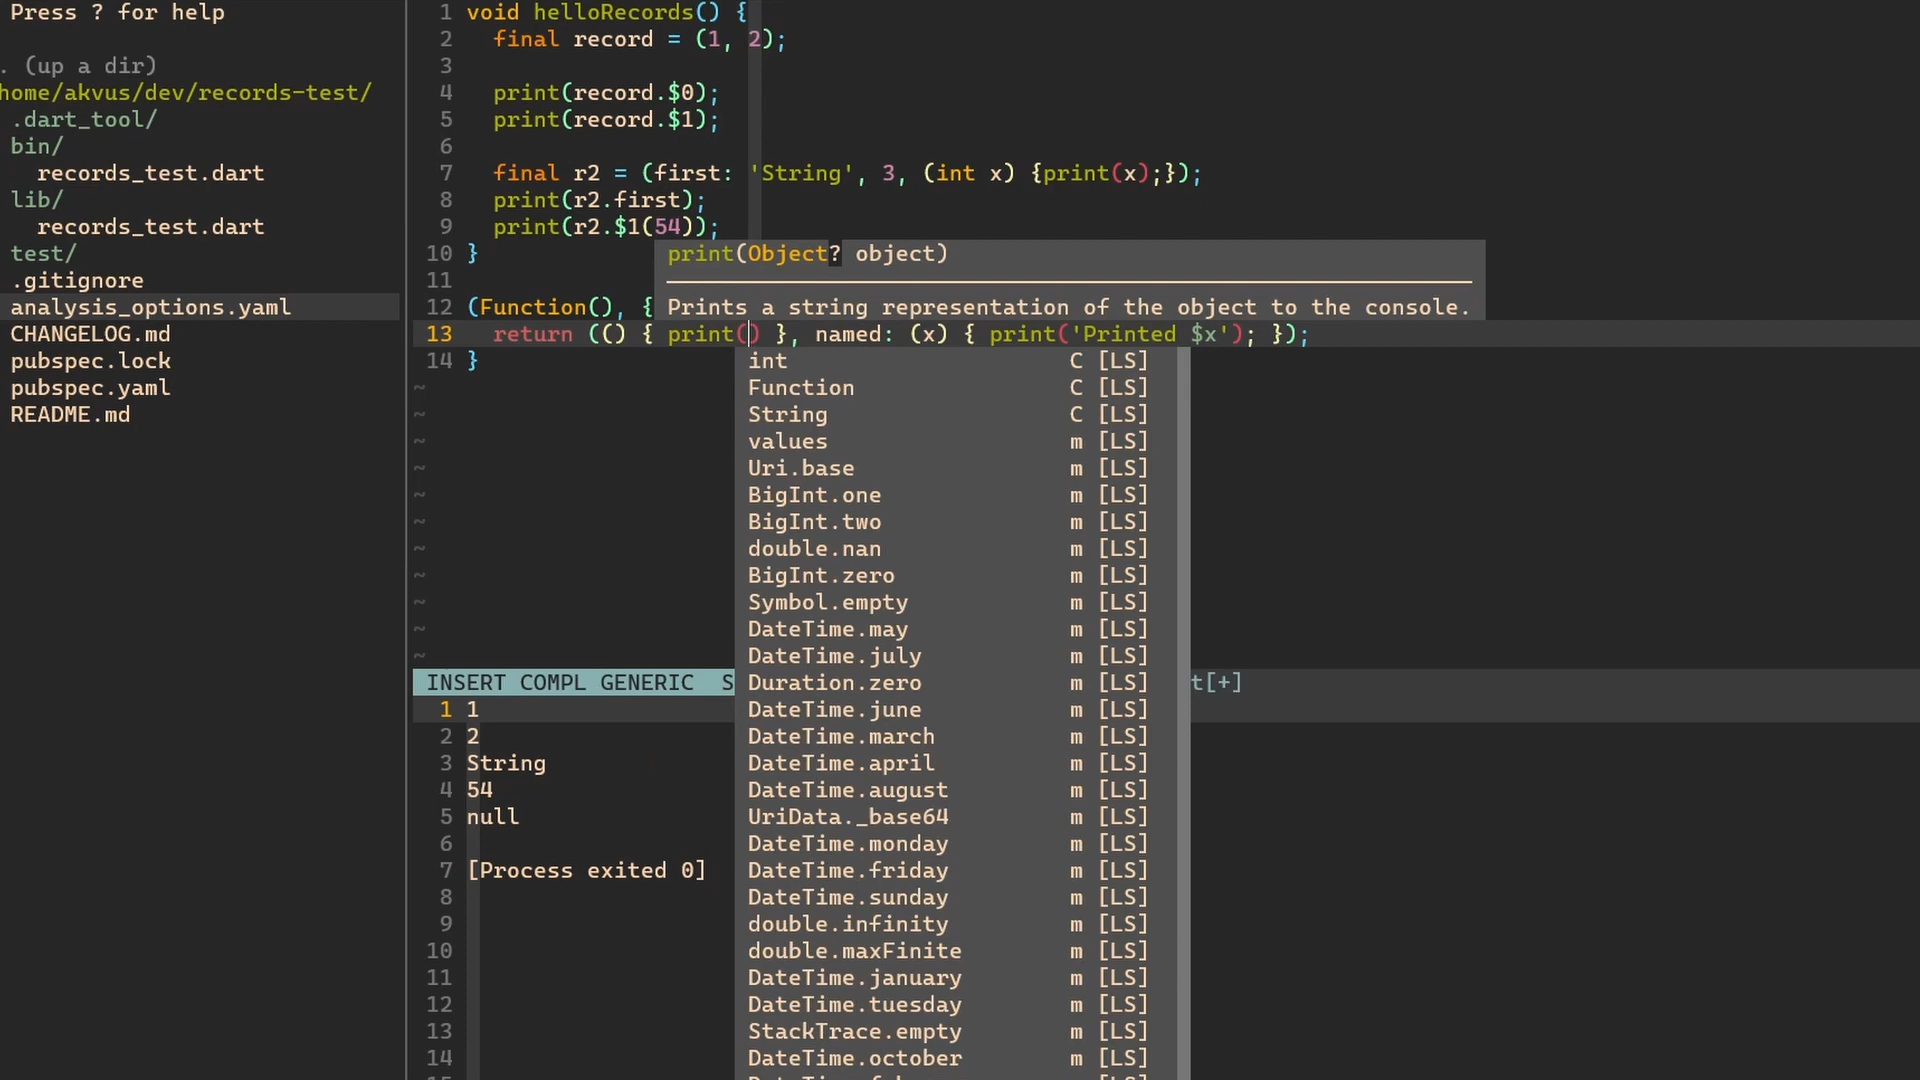 Press ? for help
. (up a dir)
home/akvus/dev/records-test/
.dart_tool/
bin/
records_test.dart
lib/
records_test.dart
test/
.gitignore
analysis_options.yaml
CHANGELOG.md
pubspec.lock
pubspec.yaml
README.md
1 void helloRecords() {
2 final record = (1, 2);
3
4 print(record.$0);
5 print(record.$1);
6
7 final r2 = (first: 'String', 3, (int x) {print(x);});
8 print(r2.first);
9 print(r2.$1(54));
10 }
11
12 (Function(), {
13 return (() { print() }, named: (x) { print('Printed $x'); });
14 }
~
~
~
~
~
~
~
~
~
~
~
print(Object? object)
Prints a string representation of the object to the console.
int C [LS]
Function C [LS]
String C [LS]
values m [LS]
Uri.base m [LS]
BigInt.one m [LS]
BigInt.two m [LS]
double.nan m [LS]
BigInt.zero m [LS]
Symbol.empty m [LS]
DateTime.may m [LS]
DateTime.july m [LS]
Duration.zero m [LS]
DateTime.june m [LS]
DateTime.march m [LS]
DateTime.april m [LS]
DateTime.august m [LS]
UriData._base64 m [LS]
DateTime.monday m [LS]
DateTime.friday m [LS]
DateTime.sunday m [LS]
double.infinity m [LS]
double.maxFinite m [LS]
DateTime.january m [LS]
DateTime.tuesday m [LS]
StackTrace.empty m [LS]
DateTime.october m [LS]
INSERT COMPL GENERIC S t[+]
1 1
2 2
3 String
4 54
5 null
6
7 [Process exited 0]
8
9
10
11
12
13
14